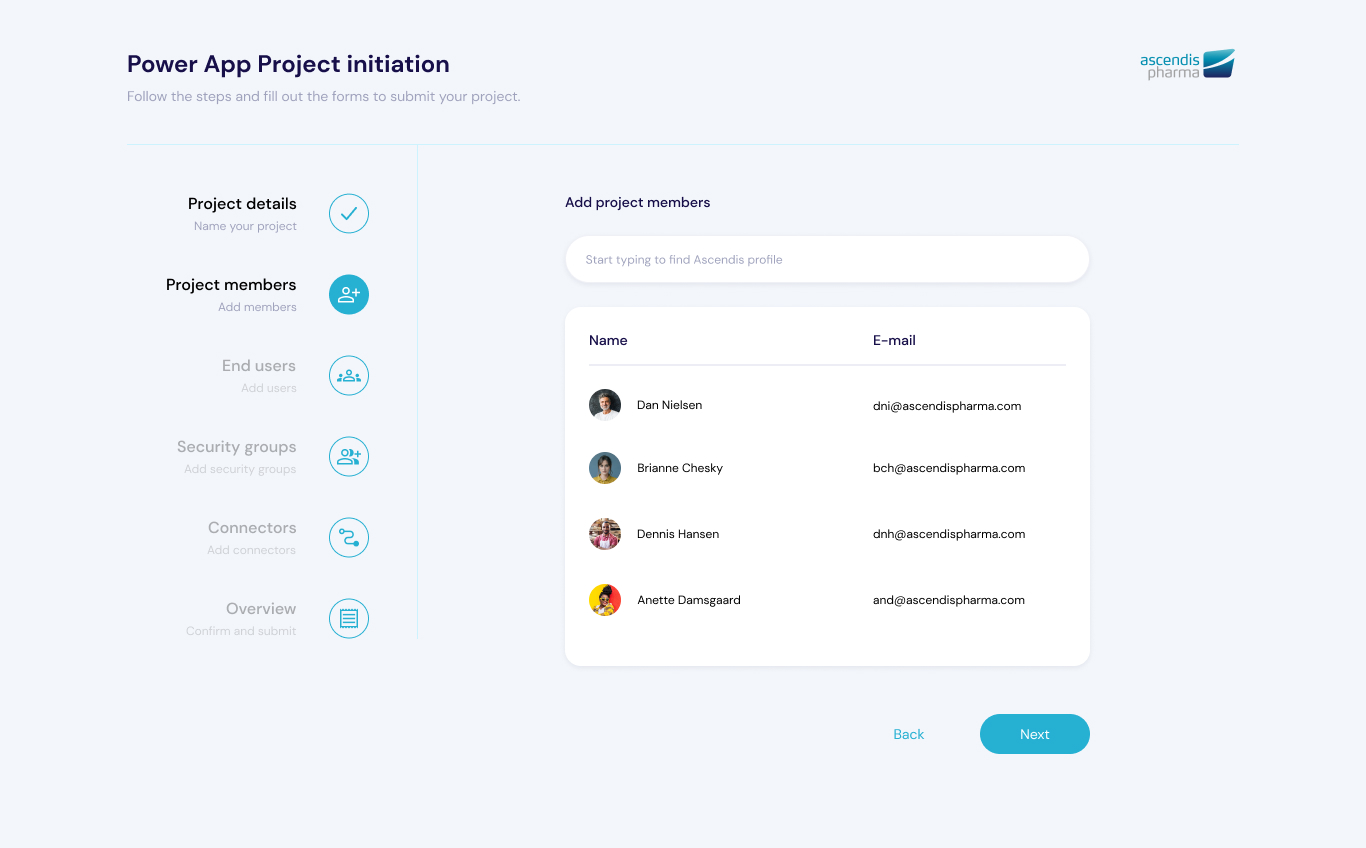 Power App Project initiation
Follow the steps and fill out the forms to submit your project.
ascendis
pharma
Project details
Name your project
Project members
Add members
End users
Add users
Security groups
Add security groups
Connectors
Add connectors
Overview
Confirm and submit
Add project members
Start typing to find Ascendis profile
Name E-mail
Dan Nielsen dni@ascendispharma.com
Brianne Chesky bch@ascendispharma.com
Dennis Hansen dnh@ascendispharma.com
Anette Damsgaard and@ascendispharma.com
Back Next